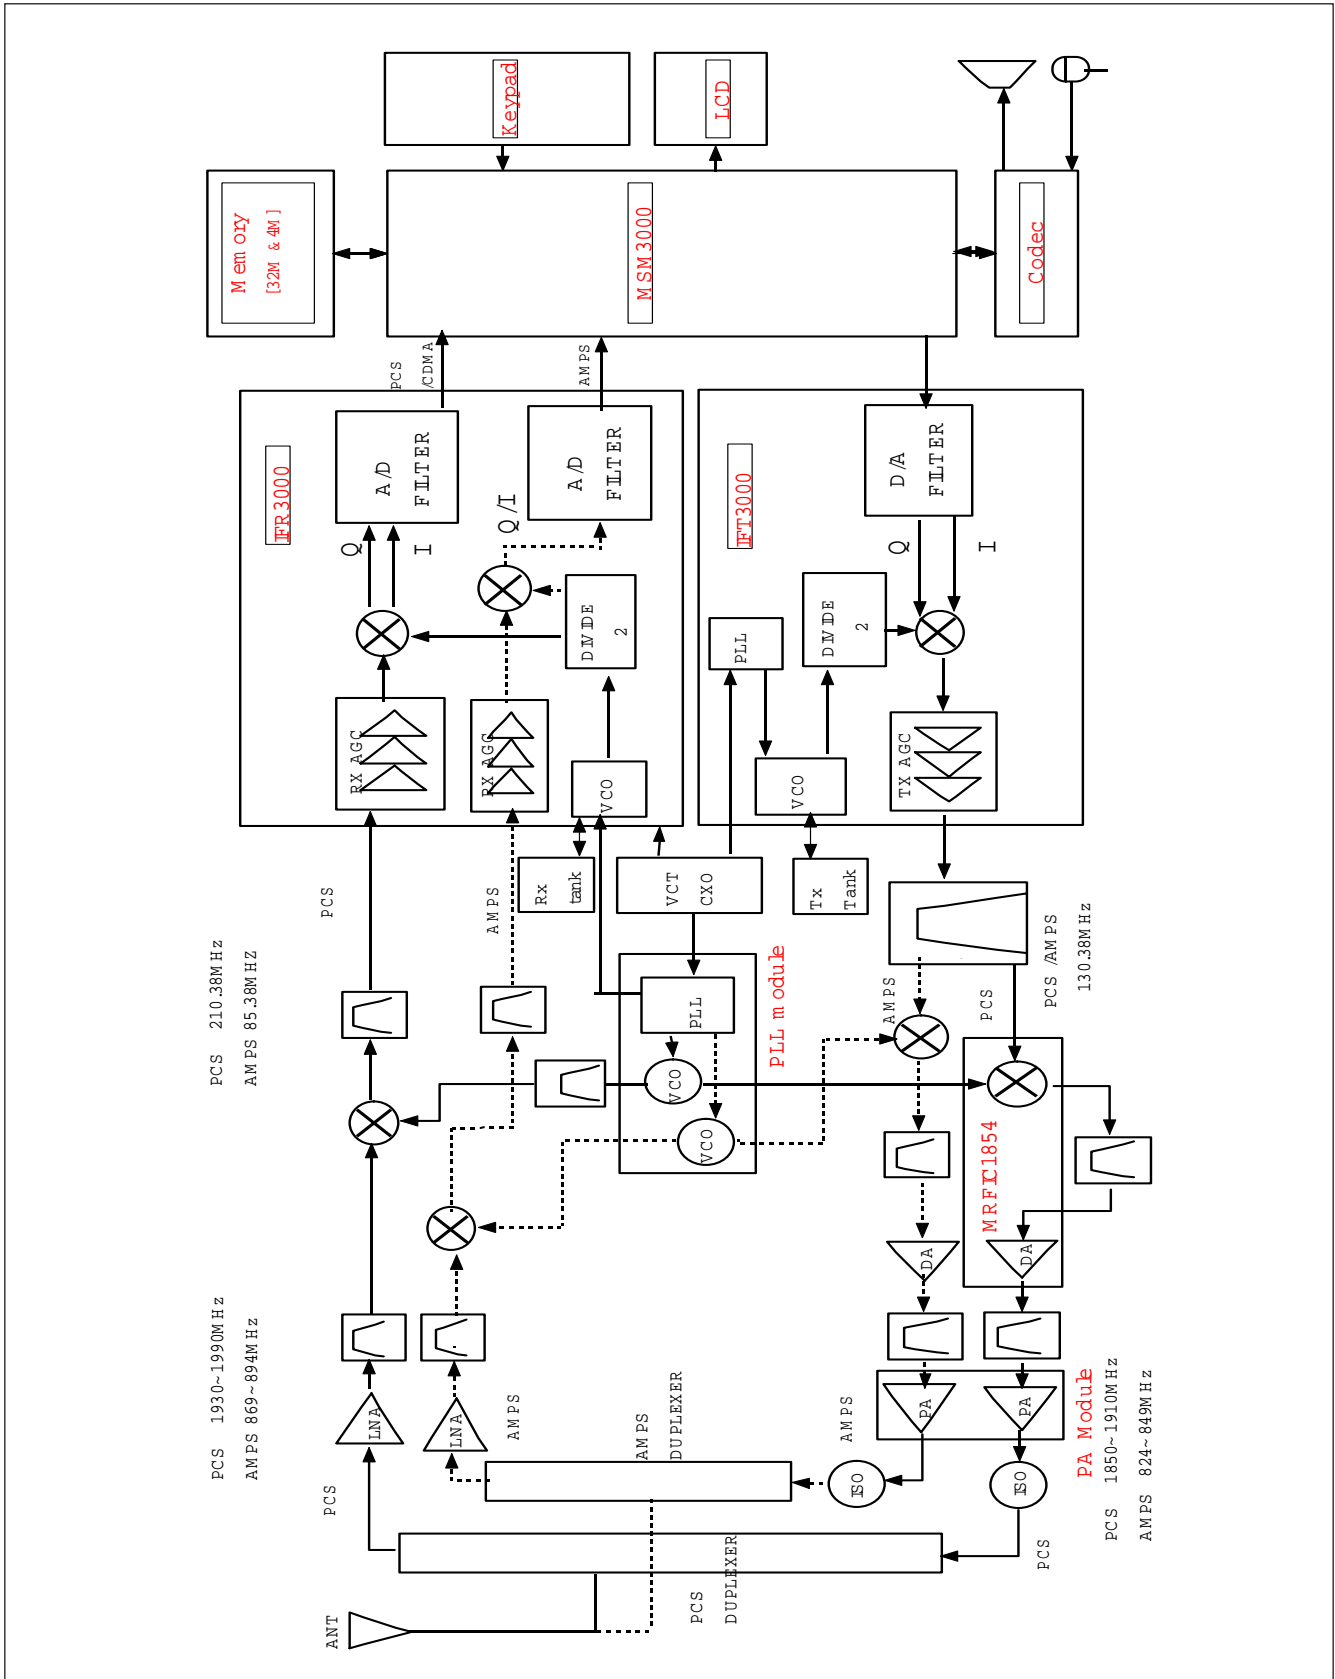 Keypad
LCD
Memory
[32M & 4M]
MSM3000
Codec
PCS
/CDMA
AMPS
IFR3000
A/D
FILTER
Q
I
Q/I
A/D
FILTER
DIVIDE
2
RX AGC
RX AGC
VCO
IFT3000
D/A
FILTER
Q
I
PLL
DIVIDE
2
VCO
TX AGC
PCS
AMPS
Rx
tank
VCT
CXO
Tx
Tank
PCS 210.38MHz
AMPS 85.38MHZ
PLL
VCO
VCO
PLL module
AMPS
PCS
PCS/AMPS
130.38MHz
MRFIC1854
DA
DA
PCS 1930~1990MHz
AMPS 869~894MHz
LNA
LNA
AMPS
PCS
AMPS
DUPLEXER
PCS
DUPLEXER
ANT
AMPS
ISO
ISO
PCS
PA
PA
PA Module
PCS 1850~1910MHz
AMPS 824~849MHz